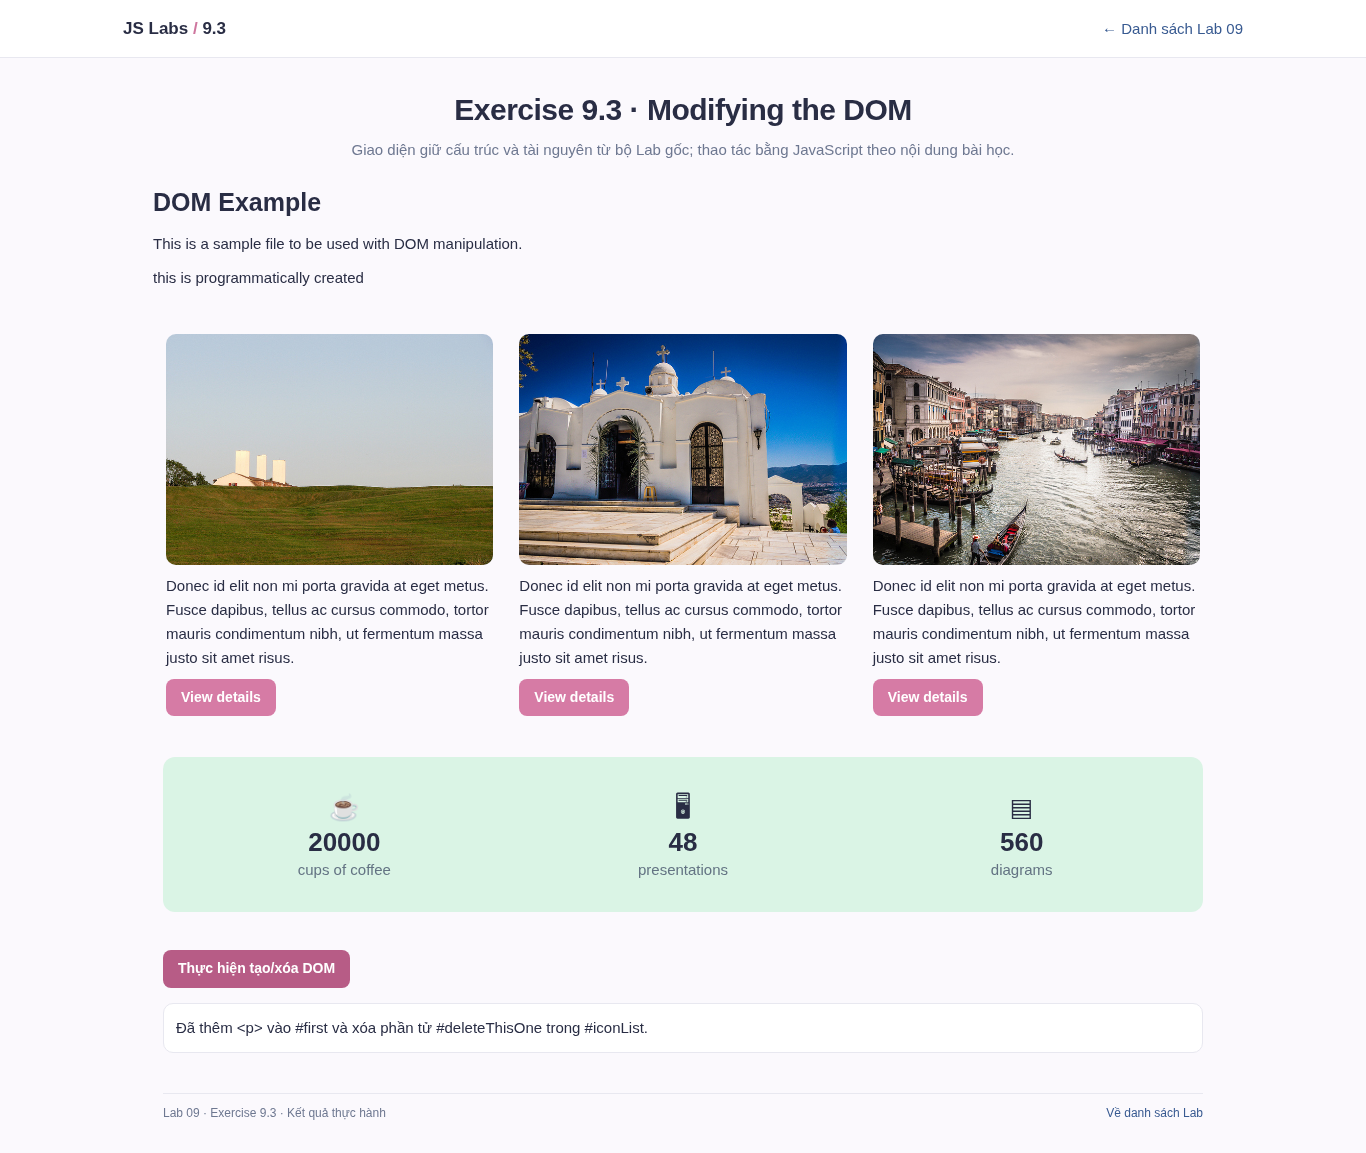 JS Labs / 9.3
← Danh sách Lab 09
Exercise 9.3 · Modifying the DOM
Giao diện giữ cấu trúc và tài nguyên từ bộ Lab gốc; thao tác bằng JavaScript theo nội dung bài học.
DOM Example
This is a sample file to be used with DOM manipulation.
this is programmatically created
Donec id elit non mi porta gravida at eget metus.
Fusce dapibus, tellus ac cursus commodo, tortor
mauris condimentum nibh, ut fermentum massa
justo sit amet risus.
View details
Donec id elit non mi porta gravida at eget metus.
Fusce dapibus, tellus ac cursus commodo, tortor
mauris condimentum nibh, ut fermentum massa
justo sit amet risus.
View details
Donec id elit non mi porta gravida at eget metus.
Fusce dapibus, tellus ac cursus commodo, tortor
mauris condimentum nibh, ut fermentum massa
justo sit amet risus.
View details
20000
cups of coffee
48
presentations
560
diagrams
Thực hiện tạo/xóa DOM
Đã thêm <p> vào #first và xóa phần tử #deleteThisOne trong #iconList.
Lab 09 · Exercise 9.3 · Kết quả thực hành
Về danh sách Lab